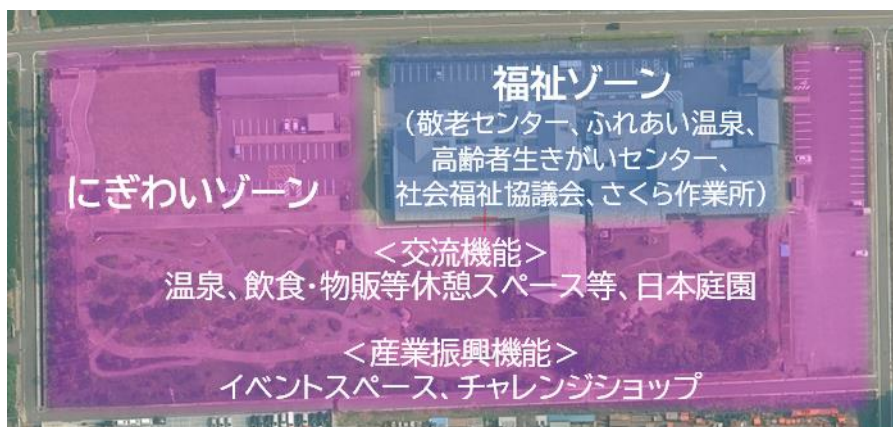 福祉ゾーン
(敬老センター、ふれあい温泉、
高齢者生きがいセンター、
社会福祉協議会、さくら作業所)
にぎわいゾーン
<交流機能>
温泉、飲食・物販等休憩スペース等、日本庭園
<産業振興機能>
イベントスペース、チャレンジショップ